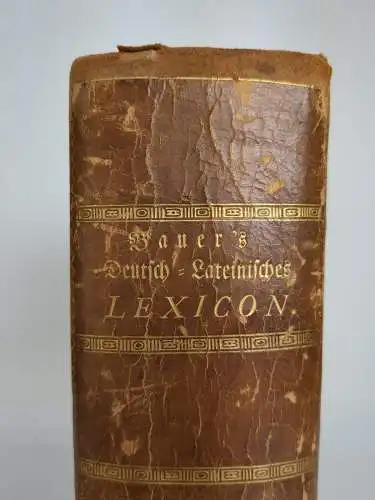 Bauer's
Deutsch-Lateinisches
LEXICON.